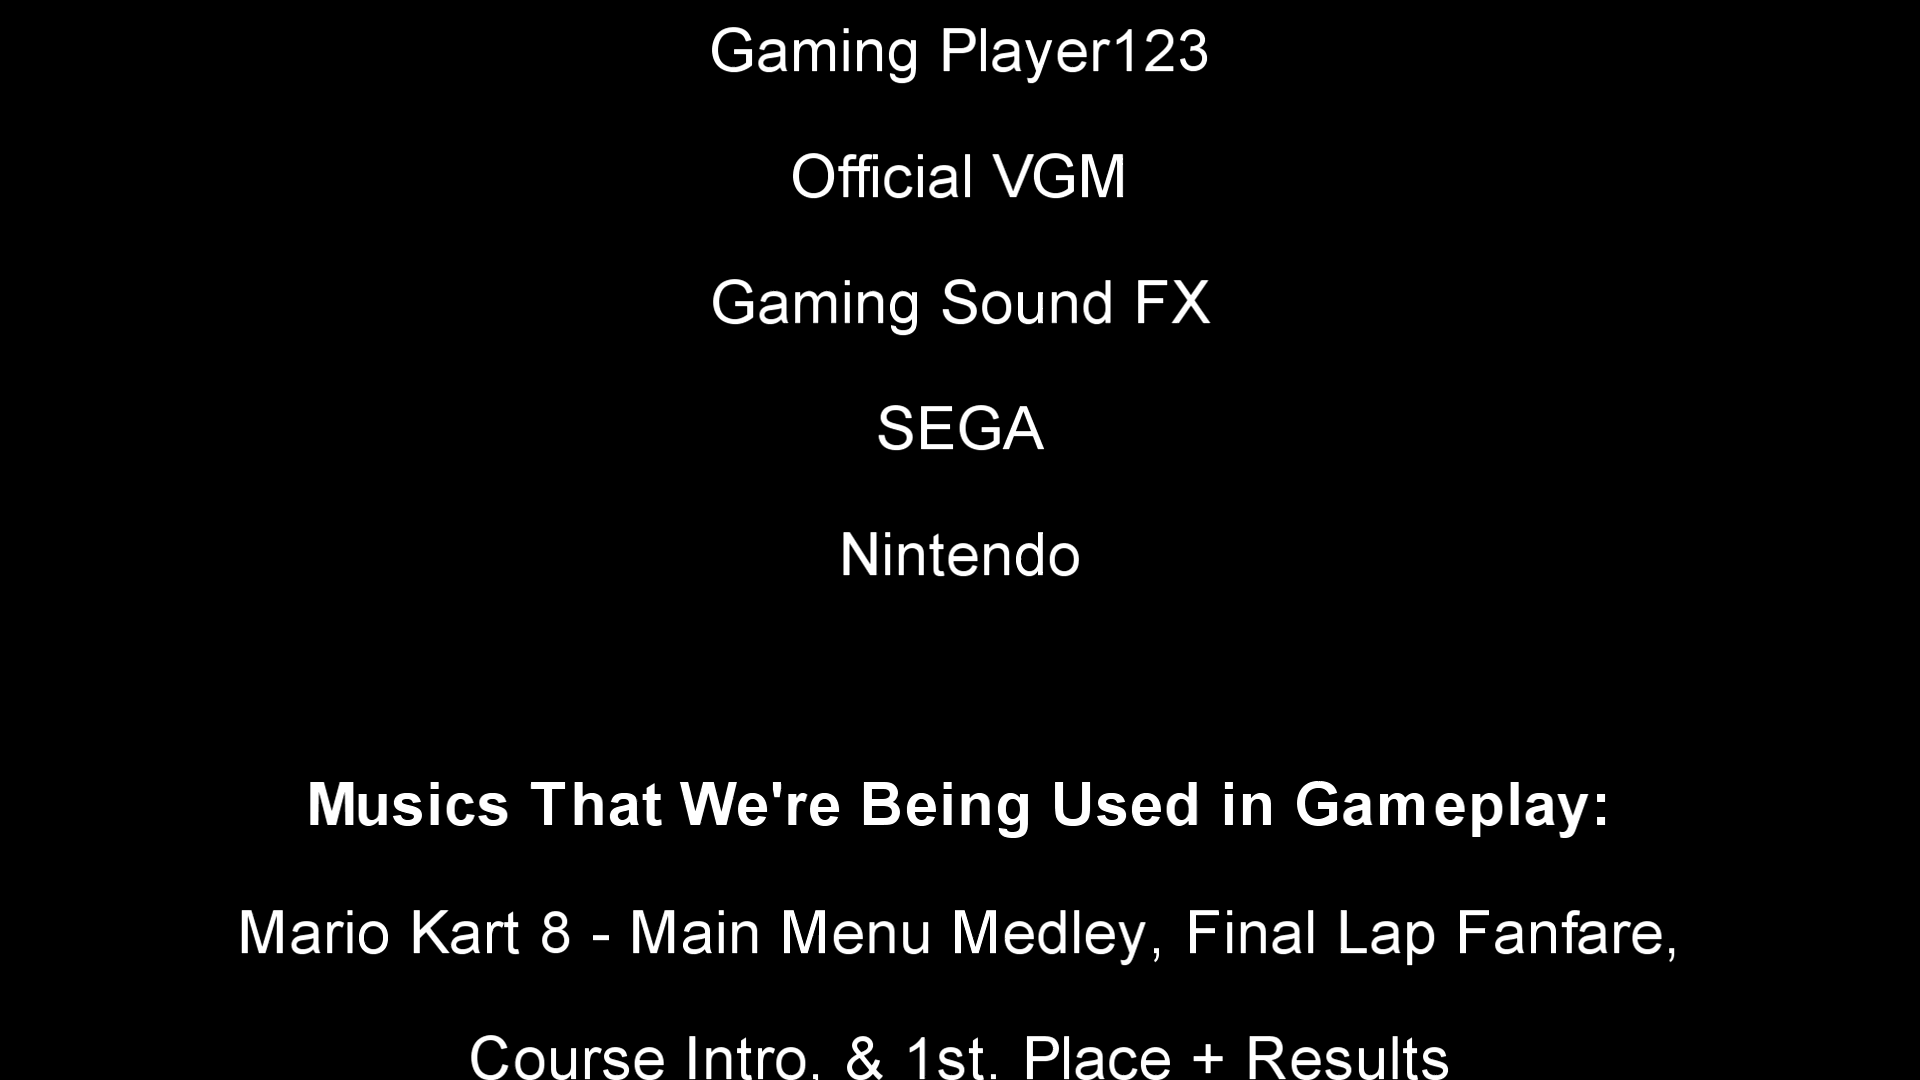 Gaming Player123
Official VGM
Gaming Sound FX
SEGA
Nintendo
Musics That We're Being Used in Gameplay:
Mario Kart 8 - Main Menu Medley, Final Lap Fanfare,
Course Intro, & 1st. Place + Results